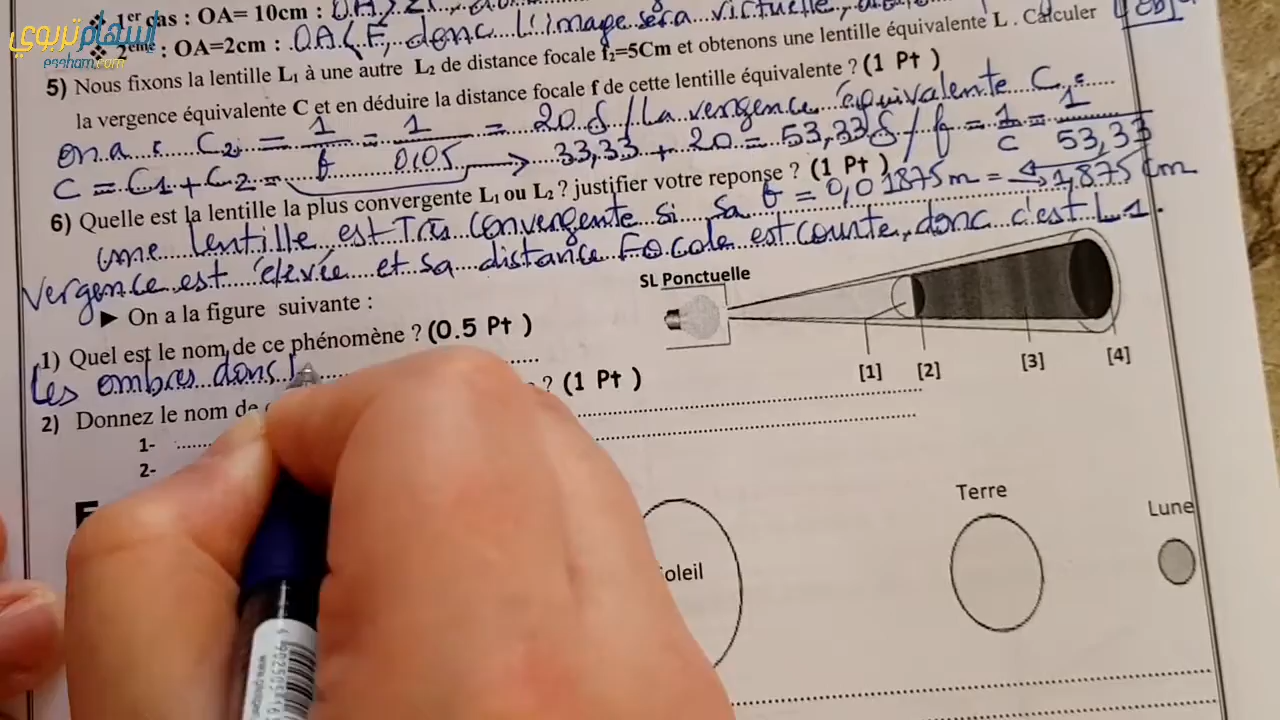 اسهام تربوي
essham.com
❖ 1er cas : OA= 10cm :
❖ 2ème : OA=2cm : OA < F, donc L'image sera virtuelle,
5) Nous fixons la lentille L1 à une autre L2 de distance focale f2=5Cm et obtenons une lentille équivalente L . Calculer
la vergence équivalente C et en déduire la distance focale f de cette lentille équivalente ? (1 Pt )
on a : C2 = 1/f = 1/0,05 = 20 δ / La vergence équivalente C,s
C = C1 + C2 = 33,33 + 20 = 53,33 δ / f = 1/C = 1/53,33
6) Quelle est la lentille la plus convergente L1 ou L2 ? justifier votre reponse ? (1 Pt ) f = 0,01875 m = 1,875 Cm
une lentille est Très convergente si sa
vergence est élevée et sa distance Focale est courte, donc c'est L1.
► On a la figure suivante :
SL Ponctuelle
1) Quel est le nom de ce phénomène ? (0.5 Pt )
Les ombres dans
[1] [2] [3] [4]
2) Donnez le nom de ? (1 Pt )
1-
2-
Terre
Lune
oleil